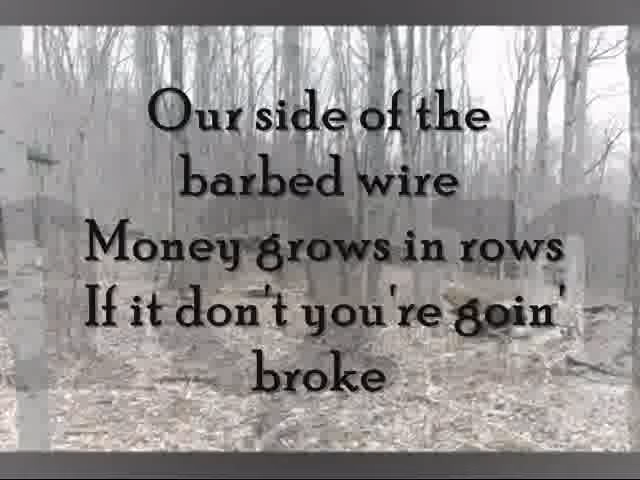 Our side of the
barbed wire
Money grows in rows
If it don't you're goin'
broke